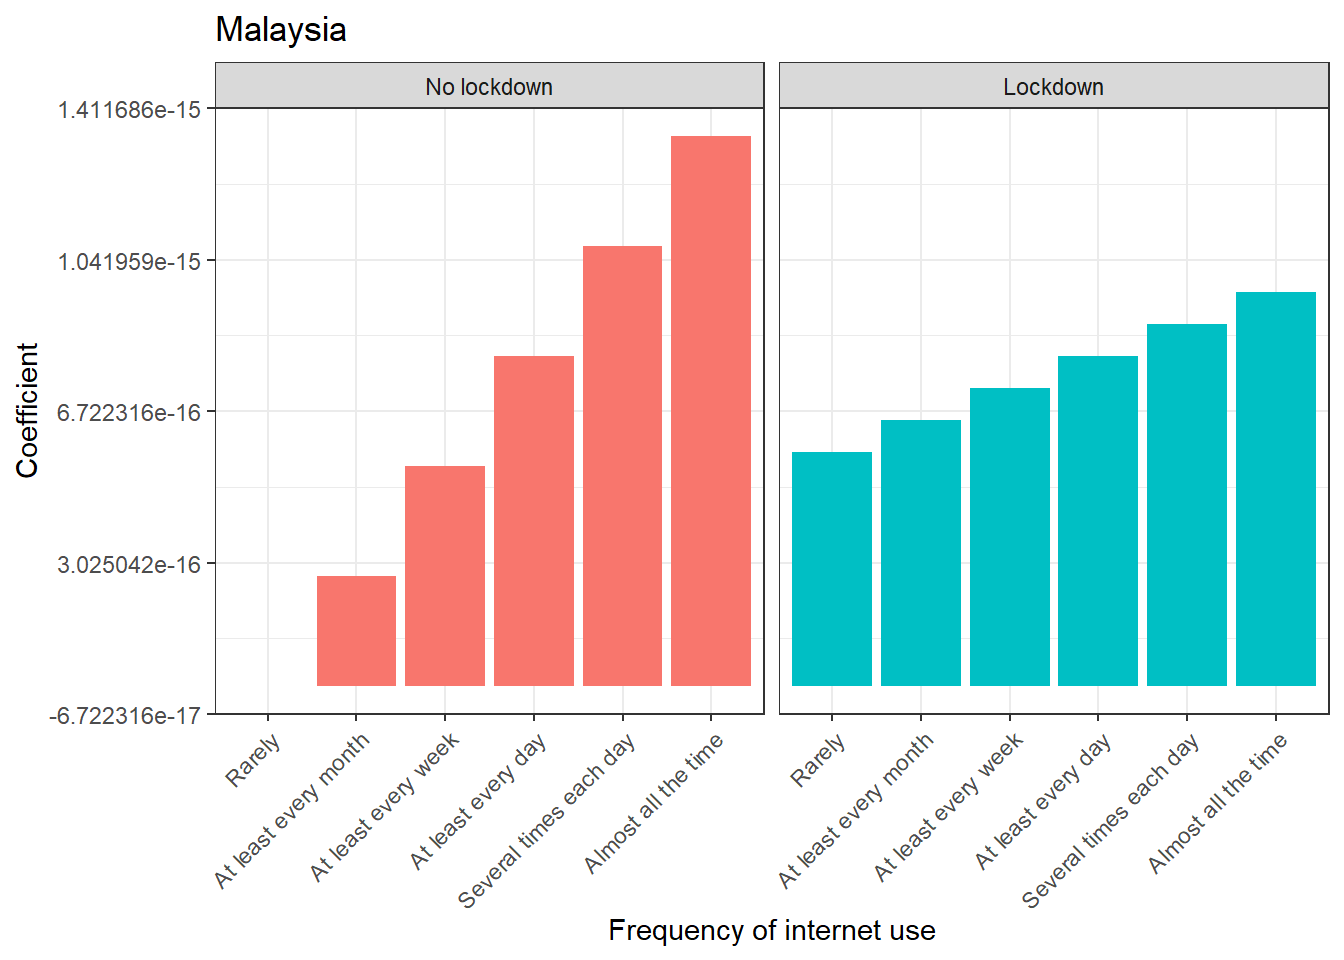 Malaysia
No lockdown
Lockdown
Coefficient
1.411686e-15
1.041959e-15
6.722316e-16
3.025042e-16
-6.722316e-17
Rarely
At least every month
At least every week
At least every day
Several times each day
Almost all the time
Rarely
At least every month
At least every week
At least every day
Several times each day
Almost all the time
Frequency of internet use